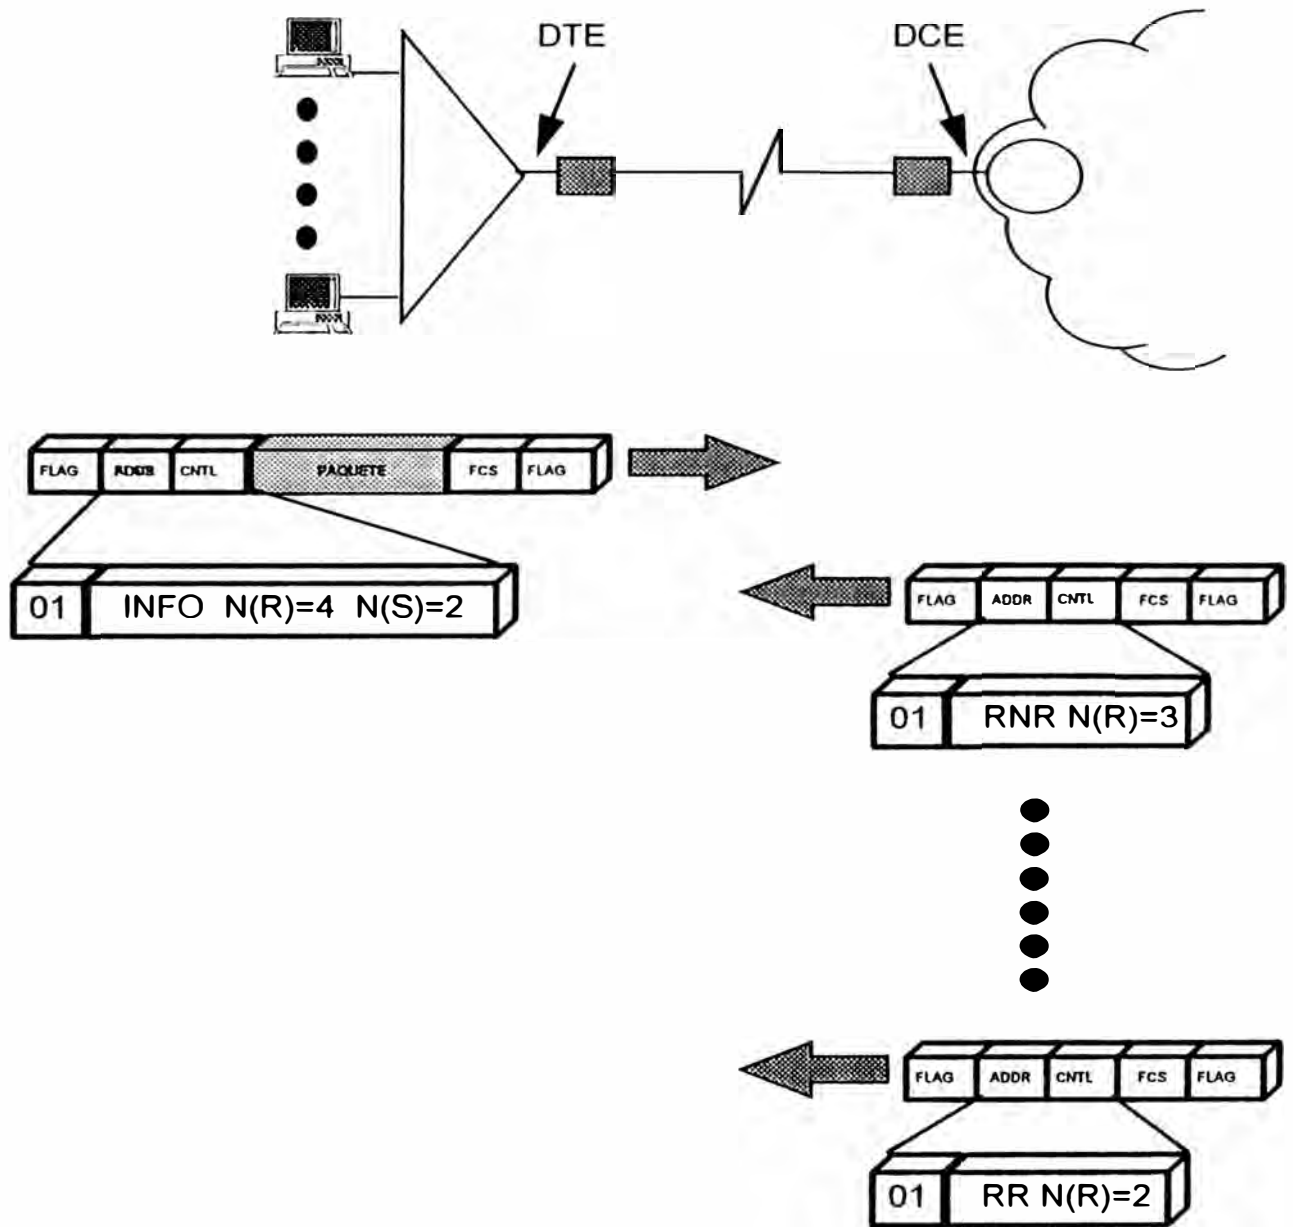 DTE DCE
FLAG ADDR CNTL PAQUETE FCS FLAG
01 INFO N(R)=4 N(S)=2
FLAG ADDR CNTL FCS FLAG
01 RNR N(R)=3
FLAG ADDR CNTL FCS FLAG
01 RR N(R)=2